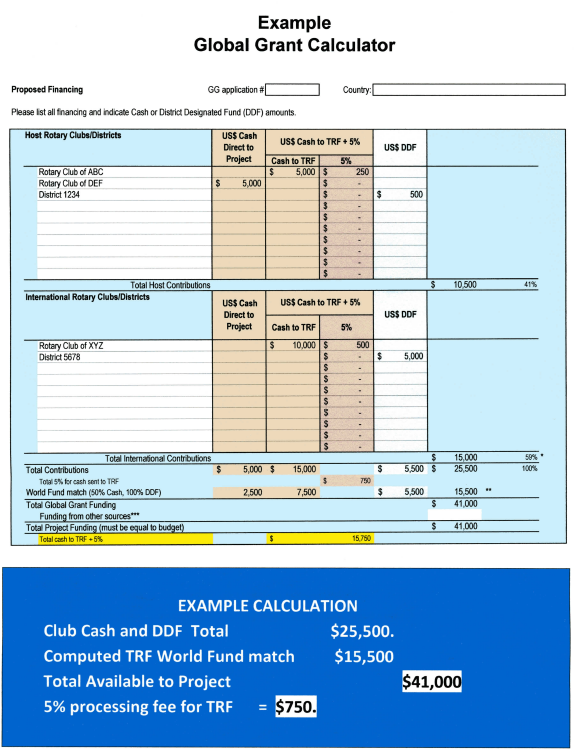 Example
Global Grant Calculator
Proposed Financing GG application # Country:
Please list all financing and indicate Cash or District Designated Fund (DDF) amounts.
Host Rotary Clubs/Districts US$ Cash Direct to Project US$ Cash to TRF + 5% US$ DDF
Cash to TRF 5%
Rotary Club of ABC $ 5,000 $ 250
Rotary Club of DEF $ 5,000 $ -
District 1234 $ - $ 500
$ -
$ -
$ -
$ -
$ -
$ -
$ -
Total Host Contributions $ 10,500 41%
International Rotary Clubs/Districts US$ Cash Direct to Project US$ Cash to TRF + 5% US$ DDF
Cash to TRF 5%
Rotary Club of XYZ $ 10,000 $ 500
District 5678 $ - $ 5,000
$ -
$ -
$ -
$ -
$ -
$ -
$ -
$ -
Total International Contributions $ 15,000 59% *
Total Contributions $ 5,000 $ 15,000 $ 5,500 $ 25,500 100%
Total 5% for cash sent to TRF $ 750
World Fund match (50% Cash, 100% DDF) 2,500 7,500 $ 5,500 15,500 **
Total Global Grant Funding $ 41,000
Funding from other sources***
Total Project Funding (must be equal to budget) $ 41,000
Total cash to TRF + 5% $ 15,750
EXAMPLE CALCULATION
Club Cash and DDF Total $25,500.
Computed TRF World Fund match $15,500
Total Available to Project $41,000
5% processing fee for TRF = $750.